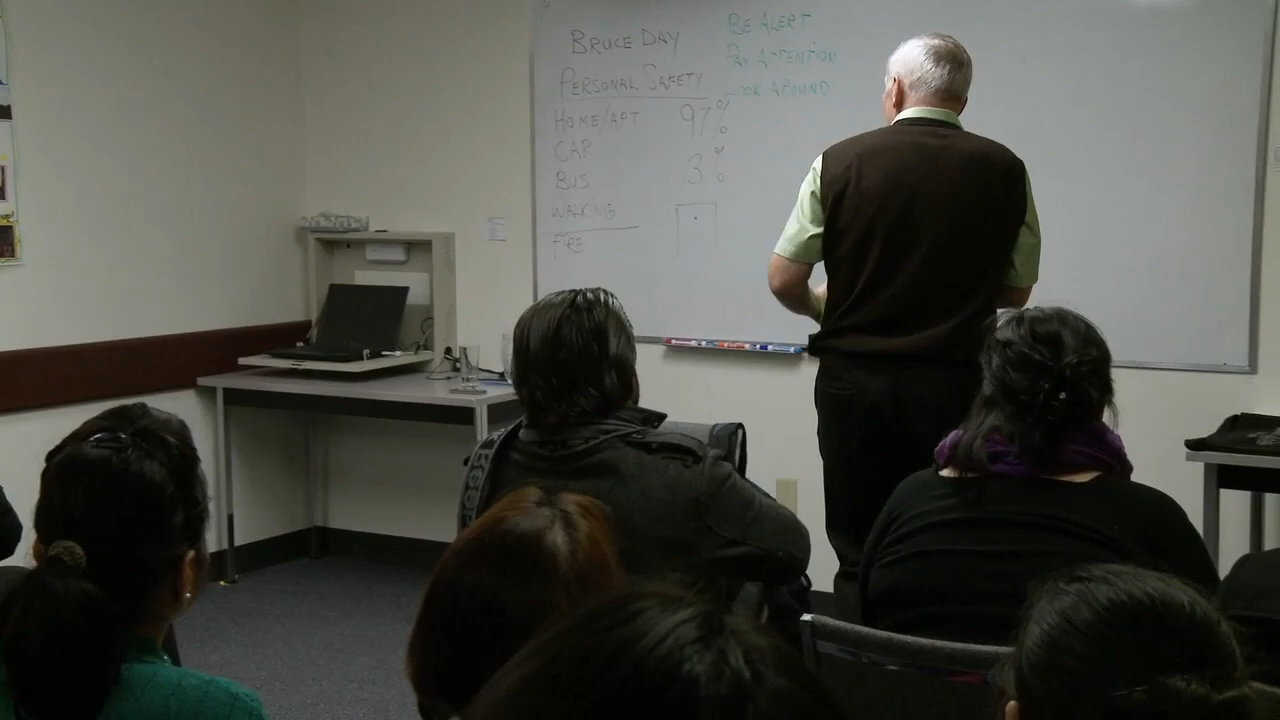 BRUCE DAY
PERSONAL SAFETY
HOME/APT 97%
CAR
BUS 3%
WALKING
FIRE
BE ALERT
PAY ATTENTION
LOOK AROUND